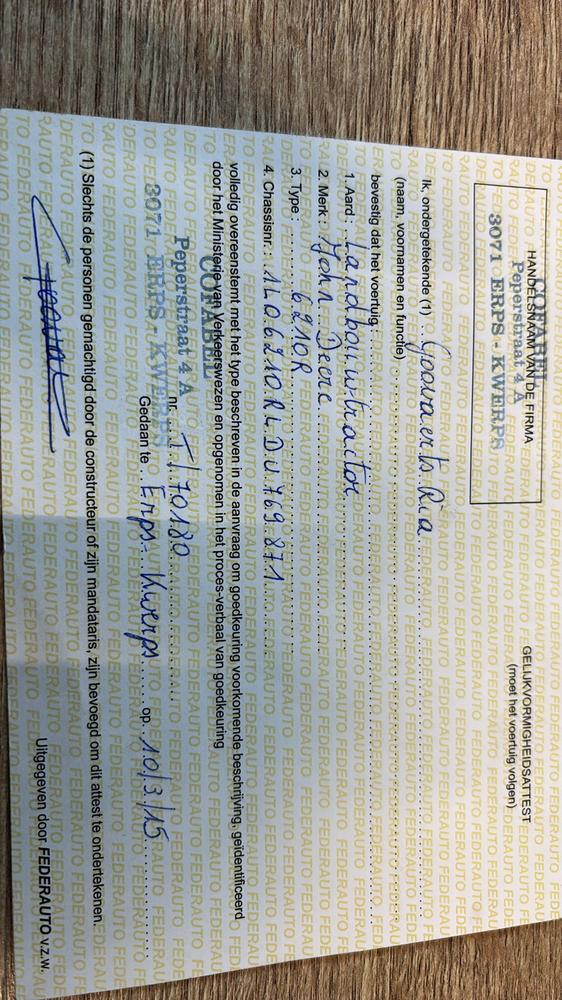 HANDELSNAAM VAN DE FIRMA
COFABEL
Peperstraat 4 A
3071 ERPS - KWERPS
GELIJKVORMIGHEIDSATTEST
(moet het voertuig volgen)
Ik, ondergetekende (1) .. Goovaerts Ria
(naam, voornamen en functie)
bevestig dat het voertuig
1. Aard : Landbouwtractor
2. Merk : John Deere
3. Type : 6210R
4. Chassisnr. : 1L06210RLDU769.871
volledig overeenstemt met het type beschreven in de aanvraag om goedkeuring voorkomende beschrijving, geïdentificeerd
door het Ministerie van Verkeerswezen en opgenomen in het proces-verbaal van goedkeuring
COFABEL
Peperstraat 4 A
3071 ERPS - KWERPS
nr. T/70180
Gedaan te Erps-Kwerps op 10/3/15
(1) Slechts de personen gemachtigd door de constructeur of zijn mandataris, zijn bevoegd om dit attest te ondertekenen.
Uitgegeven door FEDERAUTO v.z.w.